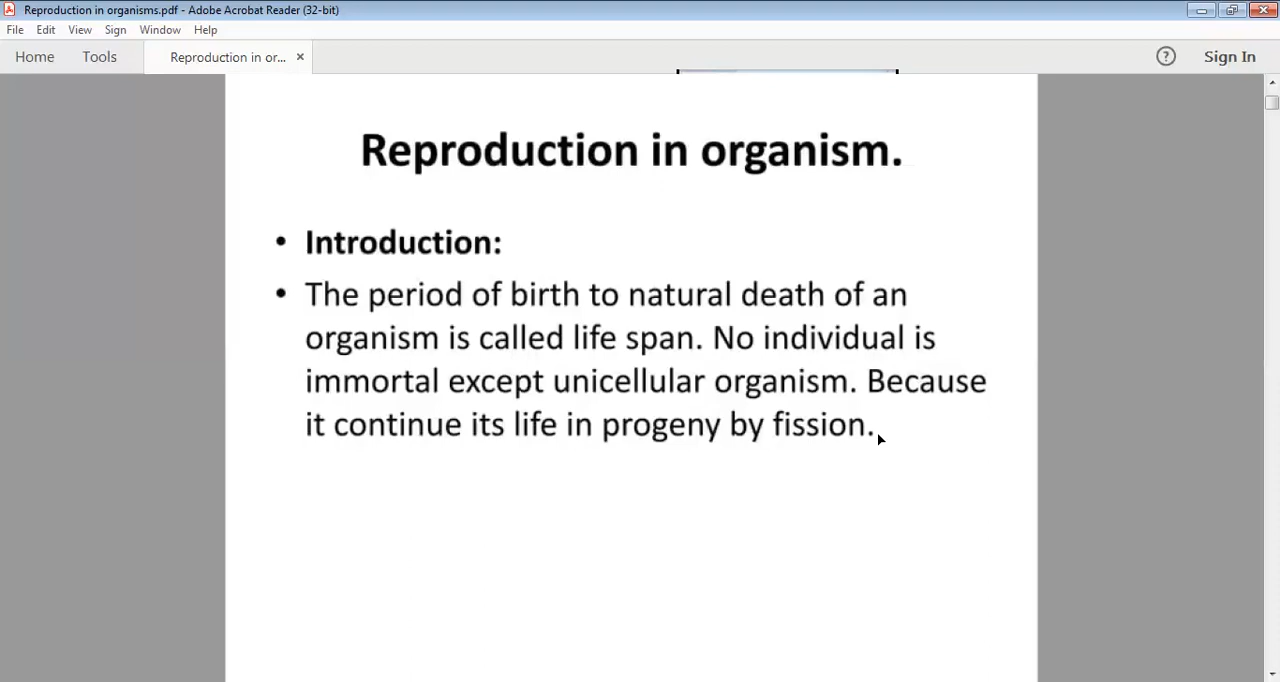 Reproduction in organisms.pdf - Adobe Acrobat Reader (32-bit)
File Edit View Sign Window Help
Home Tools Reproduction in or... × ? Sign In
Reproduction in organism.
• Introduction:
• The period of birth to natural death of an
organism is called life span. No individual is
immortal except unicellular organism. Because
it continue its life in progeny by fission.